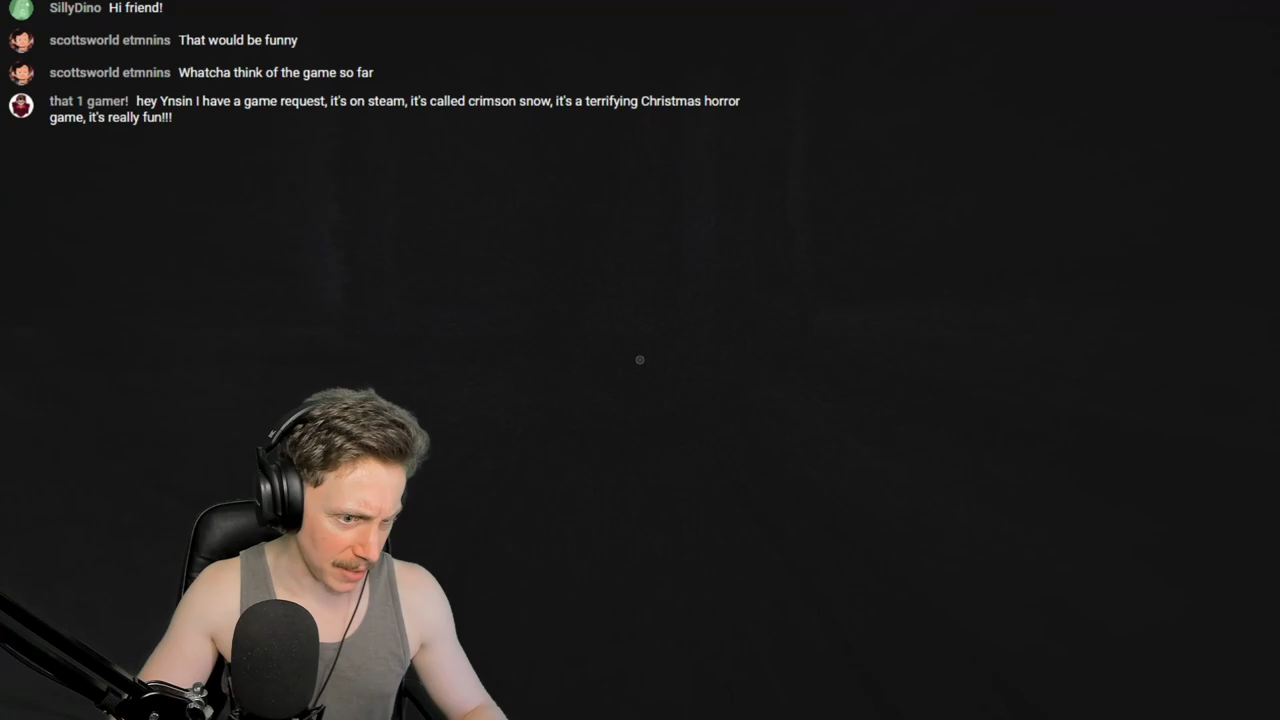 SillyDino Hi friend!
scottsworld etmnins That would be funny
scottsworld etmnins Whatcha think of the game so far
that 1 gamer! hey Ynsin I have a game request, it's on steam, it's called crimson snow, it's a terrifying Christmas horror
game, it's really fun!!!